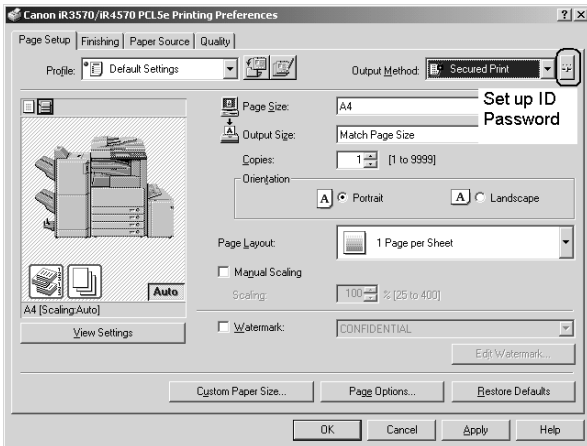 Canon iR3570/iR4570 PCL5e Printing Preferences
Page Setup Finishing Paper Source Quality
Profile: Default Settings Output Method: Secured Print
Set up ID
Password
Page Size: A4
Output Size: Match Page Size
Copies: 1 [1 to 9999]
Orientation
A Portrait A Landscape
Page Layout: 1 Page per Sheet
Manual Scaling
Scaling: 100 % [25 to 400]
Auto
A4 [Scaling:Auto]
View Settings
Watermark: CONFIDENTIAL
Edit Watermark...
Custom Paper Size... Page Options... Restore Defaults
OK Cancel Apply Help